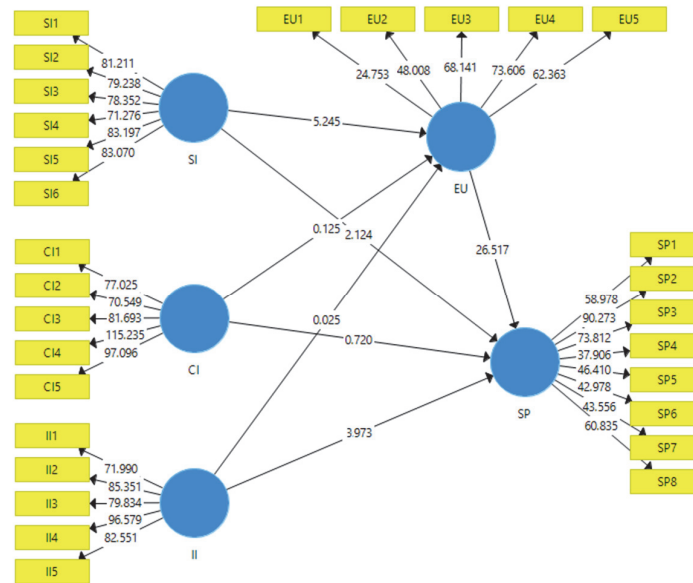 SI1
SI2
SI3
SI4
SI5
SI6
81.211
79.238
78.352
71.276
83.197
83.070
SI
EU1
EU2
EU3
EU4
EU5
24.753
48.008
68.141
73.606
62.363
EU
5.245
0.125
2.124
0.025
0.720
3.973
26.517
CI1
CI2
CI3
CI4
CI5
77.025
70.549
81.693
115.235
97.096
CI
II1
II2
II3
II4
II5
71.990
85.351
79.834
96.579
82.551
II
SP1
SP2
SP3
SP4
SP5
SP6
SP7
SP8
58.978
90.273
73.812
37.906
46.410
42.978
43.556
60.835
SP